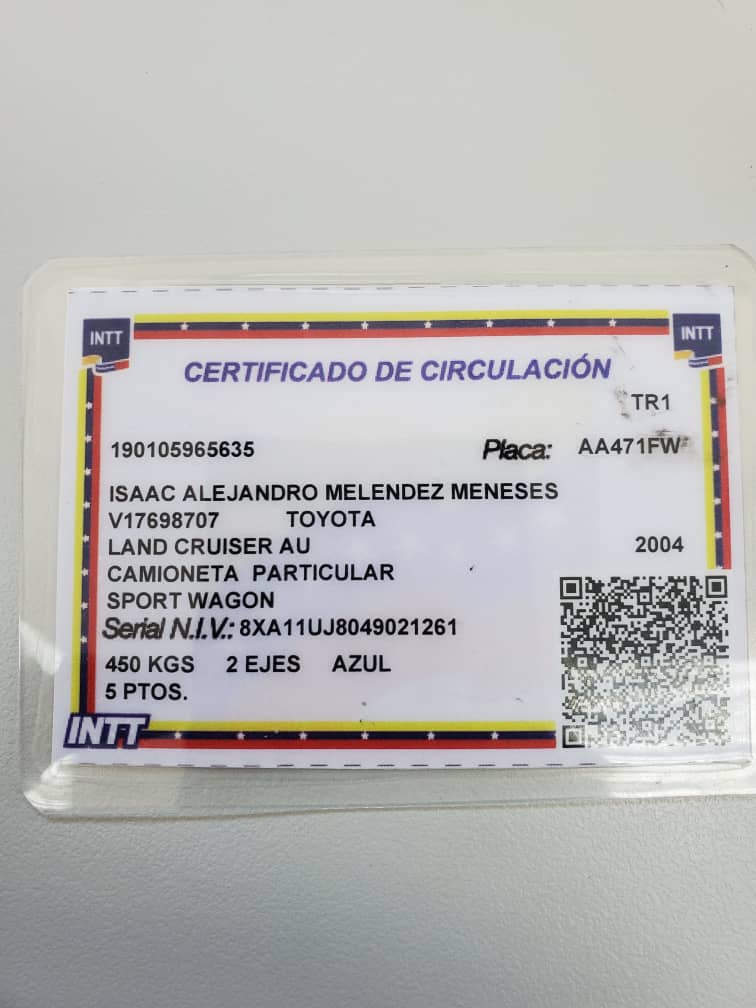 INTT INTT
CERTIFICADO DE CIRCULACIÓN
TR1
190105965635 Placa: AA471FW
ISAAC ALEJANDRO MELENDEZ MENESES
V17698707 TOYOTA
LAND CRUISER AU 2004
CAMIONETA PARTICULAR
SPORT WAGON
Serial N.I.V.: 8XA11UJ8049021261
450 KGS 2 EJES AZUL
5 PTOS.
INTT